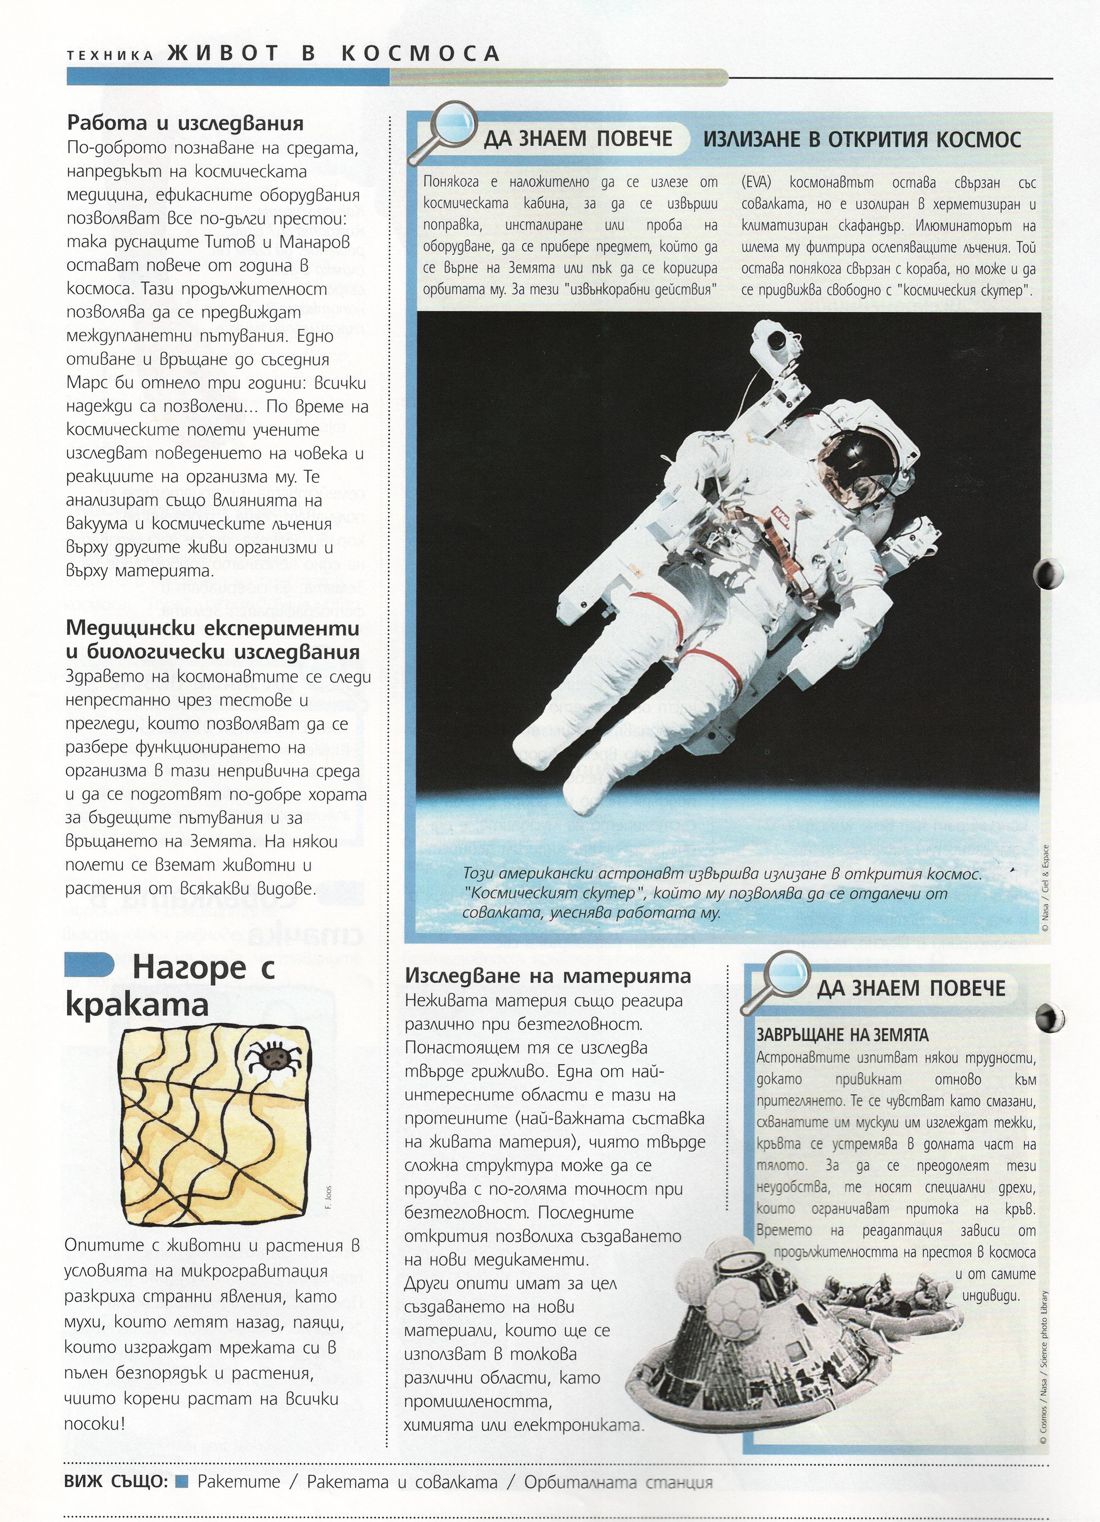 ТЕХНИКА ЖИВОТ В КОСМОСА
Работа и изследвания
По-доброто познаване на средата,
напредъкът на космическата
медицина, ефикасните оборудвания
позволяват все по-дълги престои:
така руснаците Титов и Манаров
остават повече от година в
космоса. Тази продължителност
позволява да се предвиждат
междупланетни пътувания. Едно
отиване и връщане до съседния
Марс би отнело три години: всички
надежди са позволени... По време на
космическите полети учените
изследват поведението на човека и
реакциите на организма му. Те
анализират също влиянията на
вакуума и космическите лъчения
върху другите живи организми и
върху материята.
Медицински експерименти
и биологически изследвания
Здравето на космонавтите се следи
непрестанно чрез тестове и
прегледи, които позволяват да се
разбере функционирането на
организма в тази непривична среда
и да се подготвят по-добре хората
за бъдещите пътувания и за
връщането на Земята. На някои
полети се вземат животни и
растения от всякакви видове.
Нагоре с
краката
F. Joos
Опитите с животни и растения в
условията на микрогравитация
разкриха странни явления, като
мухи, които летят назад, паяци,
които изграждат мрежата си в
пълен безпорядък и растения,
чиито корени растат на всички
посоки!
ДА ЗНАЕМ ПОВЕЧЕ ИЗЛИЗАНЕ В ОТКРИТИЯ КОСМОС
Понякога е наложително да се излезе от
космическата кабина, за да се извърши
поправка, инсталиране или проба на
оборудване, да се прибере предмет, който да
се върне на Земята или пък да се коригира
орбитата му. За тези "извънкорабни действия"
(EVA) космонавтът остава свързан със
совалката, но е изолиран в херметизиран и
климатизиран скафандър. Илюминаторът на
шлема му филтрира ослепяващите лъчения. Той
остава понякога свързан с кораба, но може и да
се придвижва свободно с "космическия скутер".
Този американски астронавт извършва излизане в открития космос.
"Космическият скутер", който му позволява да се отдалечи от
совалката, улеснява работата му.
© Nasa / Ciel & Espace
Изследване на материята
Неживата материя също реагира
различно при безтегловност.
Понастоящем тя се изследва
твърде грижливо. Една от най-
интересните области е тази на
протеините (най-важната съставка
на живата материя), чиято твърде
сложна структура може да се
проучва с по-голяма точност при
безтегловност. Последните
открития позволиха създаването
на нови медикаменти.
Други опити имат за цел
създаването на нови
материали, които ще се
използват в толкова
различни области, като
промишлеността,
химията или електрониката.
ДА ЗНАЕМ ПОВЕЧЕ
ЗАВРЪЩАНЕ НА ЗЕМЯТА
Астронавтите изпитват някои трудности,
докато привикнат отново към
притеглянето. Те се чувстват като смазани,
схванатите им мускули им изглеждат тежки,
кръвта се устремява в долната част на
тялото. За да се преодолеят тези
неудобства, те носят специални дрехи,
които ограничават притока на кръв.
Времето на реадаптация зависи от
продължителността на престоя в космоса
и от самите
индивиди.
© Cosmos / Nasa / Science photo Library
ВИЖ СЪЩО: Ракетите / Ракетата и совалката / Орбиталната станция